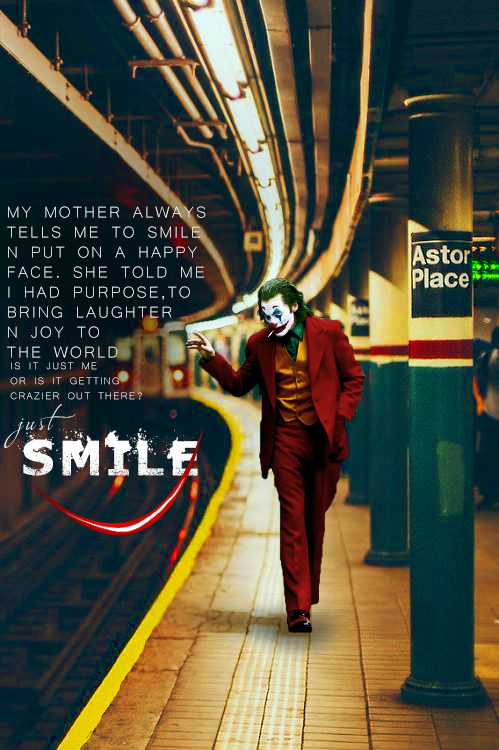 MY MOTHER ALWAYS
TELLS ME TO SMILE
N PUT ON A HAPPY
FACE. SHE TOLD ME
I HAD PURPOSE,TO
BRING LAUGHTER
N JOY TO
THE WORLD
IS IT JUST ME
OR IS IT GETTING
CRAZIER OUT THERE?
just
SMILE
Astor
Place